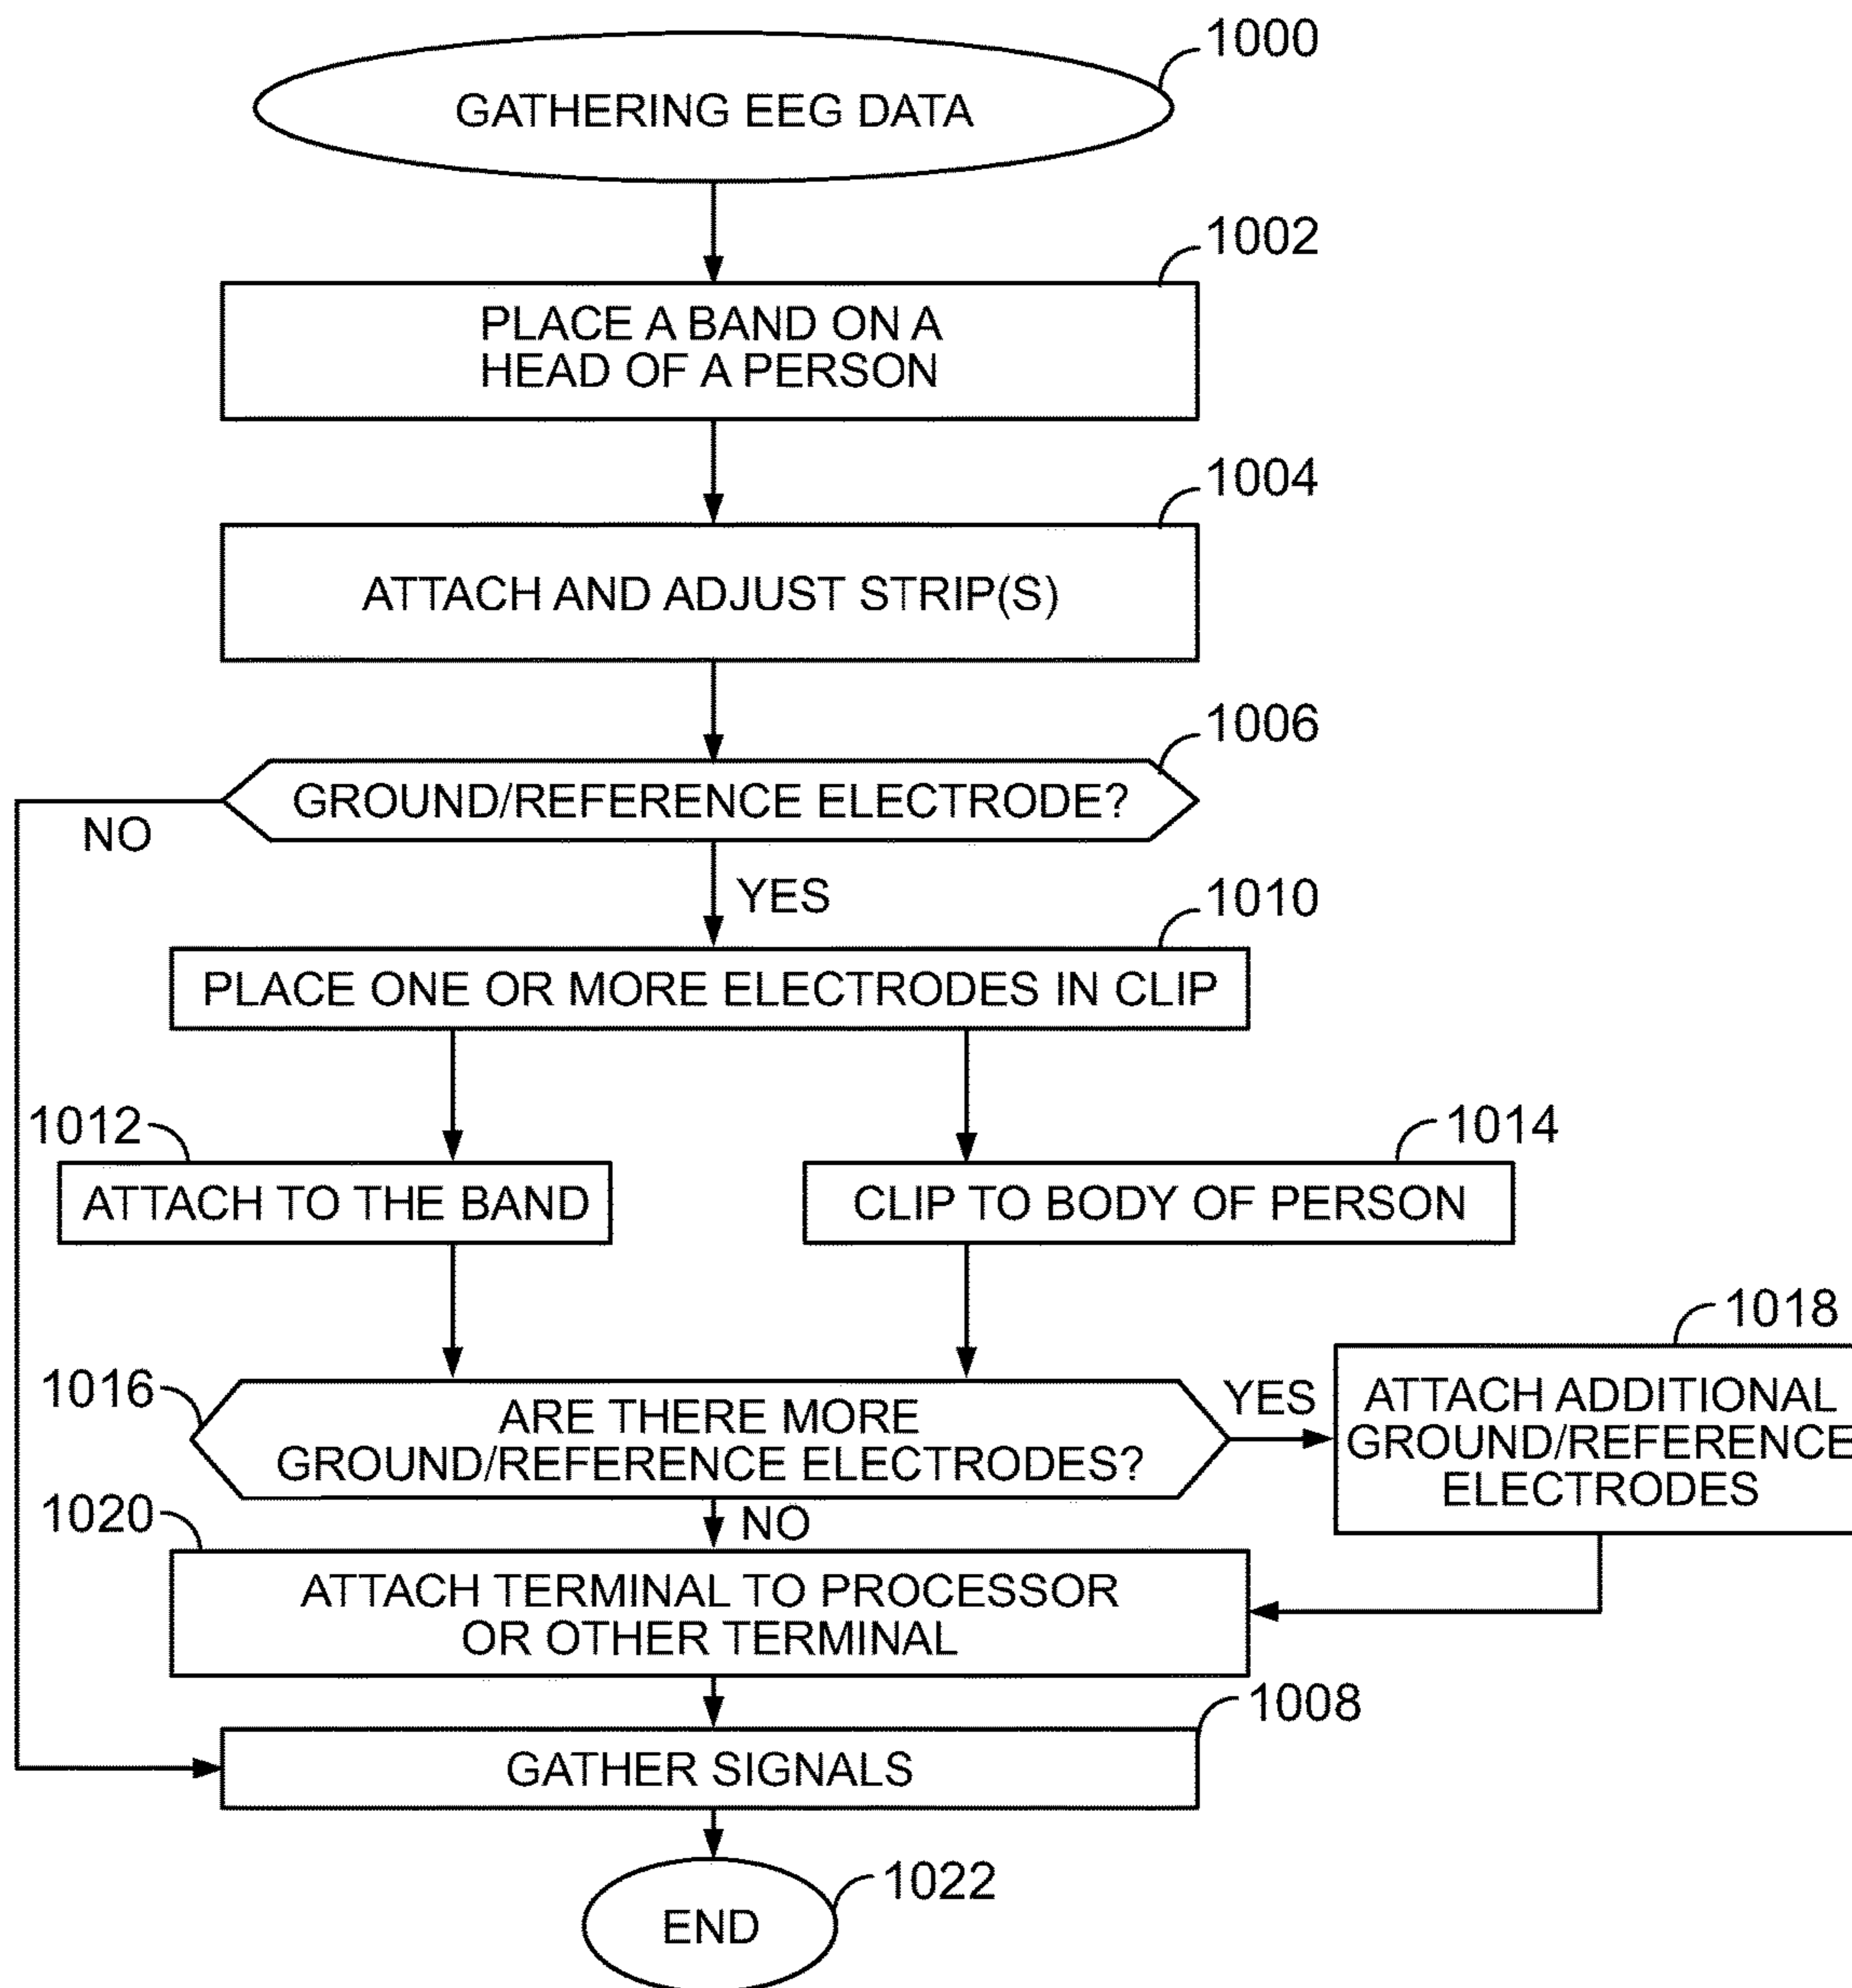 1000
GATHERING EEG DATA
1002
PLACE A BAND ON A
HEAD OF A PERSON
1004
ATTACH AND ADJUST STRIP(S)
1006
GROUND/REFERENCE ELECTRODE?
NO
YES
1010
PLACE ONE OR MORE ELECTRODES IN CLIP
1012
ATTACH TO THE BAND
1014
CLIP TO BODY OF PERSON
1016
ARE THERE MORE
GROUND/REFERENCE ELECTRODES?
YES
1018
ATTACH ADDITIONAL
GROUND/REFERENCE
ELECTRODES
NO
1020
ATTACH TERMINAL TO PROCESSOR
OR OTHER TERMINAL
1008
GATHER SIGNALS
1022
END